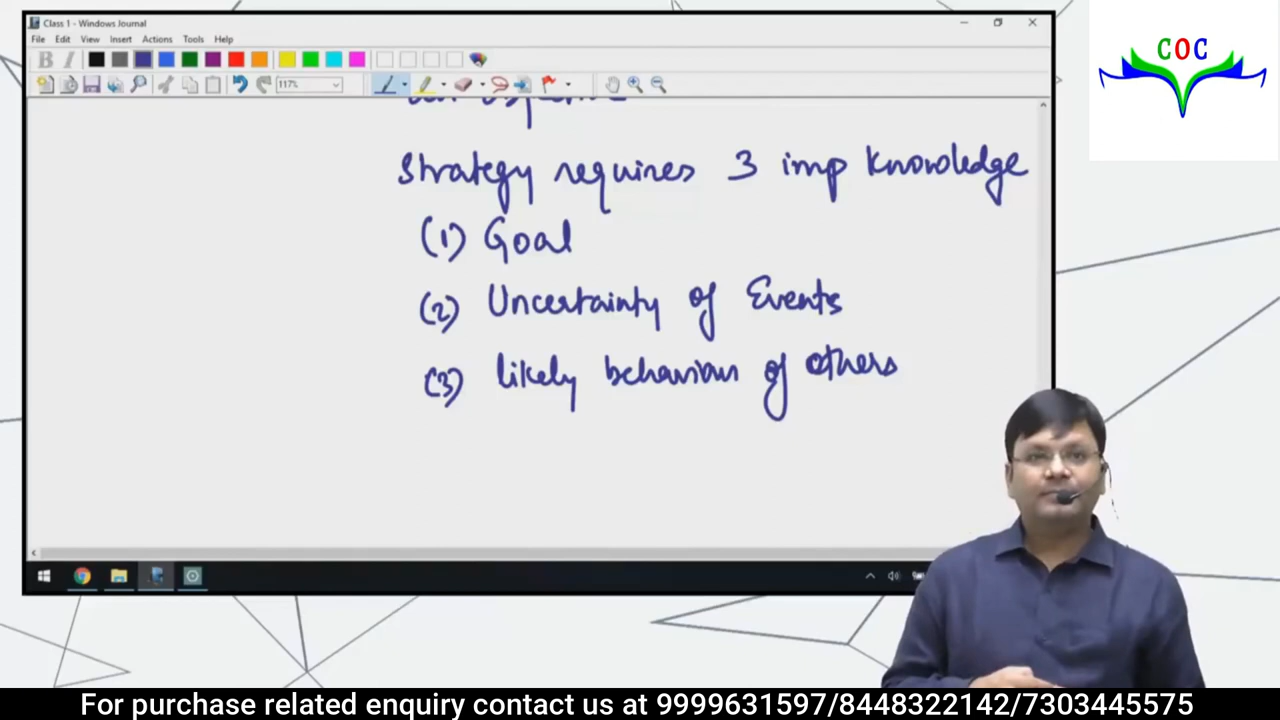 Class 1 - Windows Journal
COC
File Edit View Insert Actions Tools Help
B I
117%
Strategy requires 3 imp Knowledge
(1) Goal
(2) Uncertainty of Events
(3) likely behaviour of others
For purchase related enquiry contact us at 9999631597/8448322142/7303445575